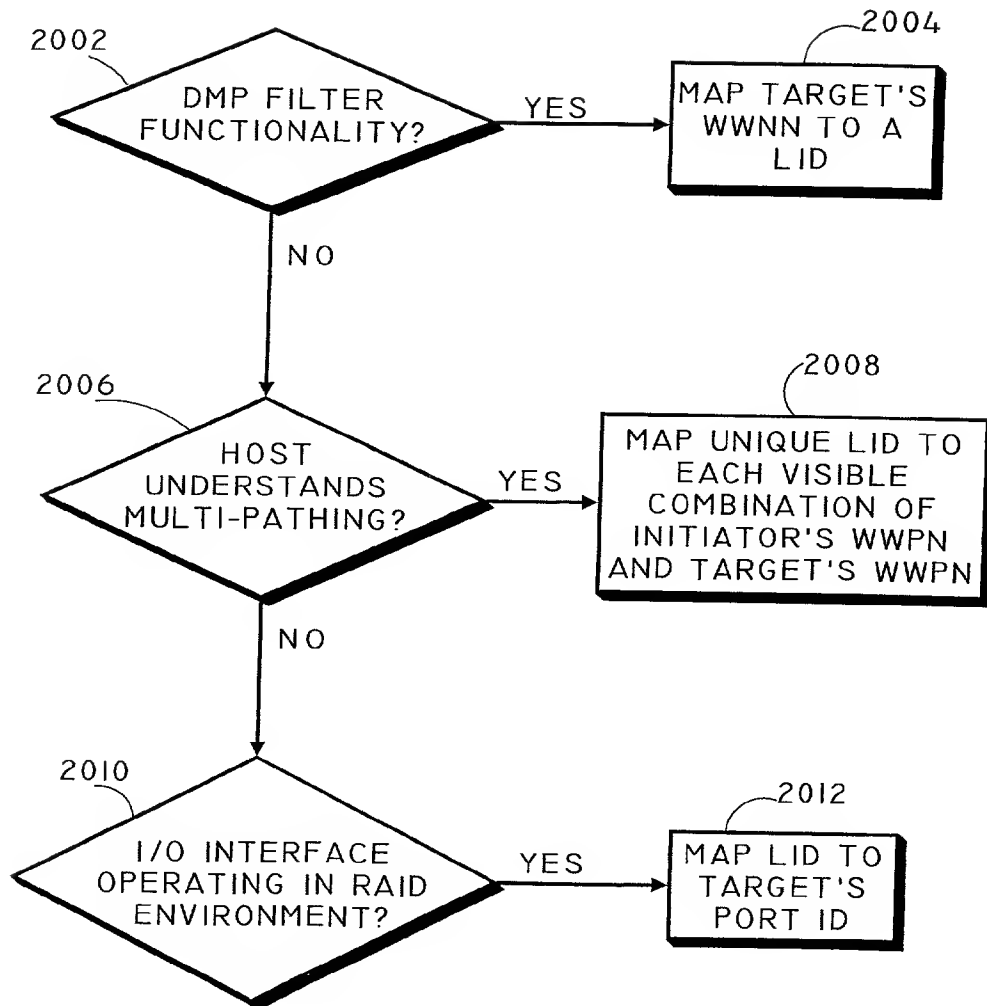 2002
DMP FILTER
FUNCTIONALITY?
YES
2004
MAP TARGET'S
WWNN TO A
LID
NO
2006
HOST
UNDERSTANDS
MULTI-PATHING?
YES
2008
MAP UNIQUE LID TO
EACH VISIBLE
COMBINATION OF
INITIATOR'S WWPN
AND TARGET'S WWPN
NO
2010
I/O INTERFACE
OPERATING IN RAID
ENVIRONMENT?
YES
2012
MAP LID TO
TARGET'S
PORT ID